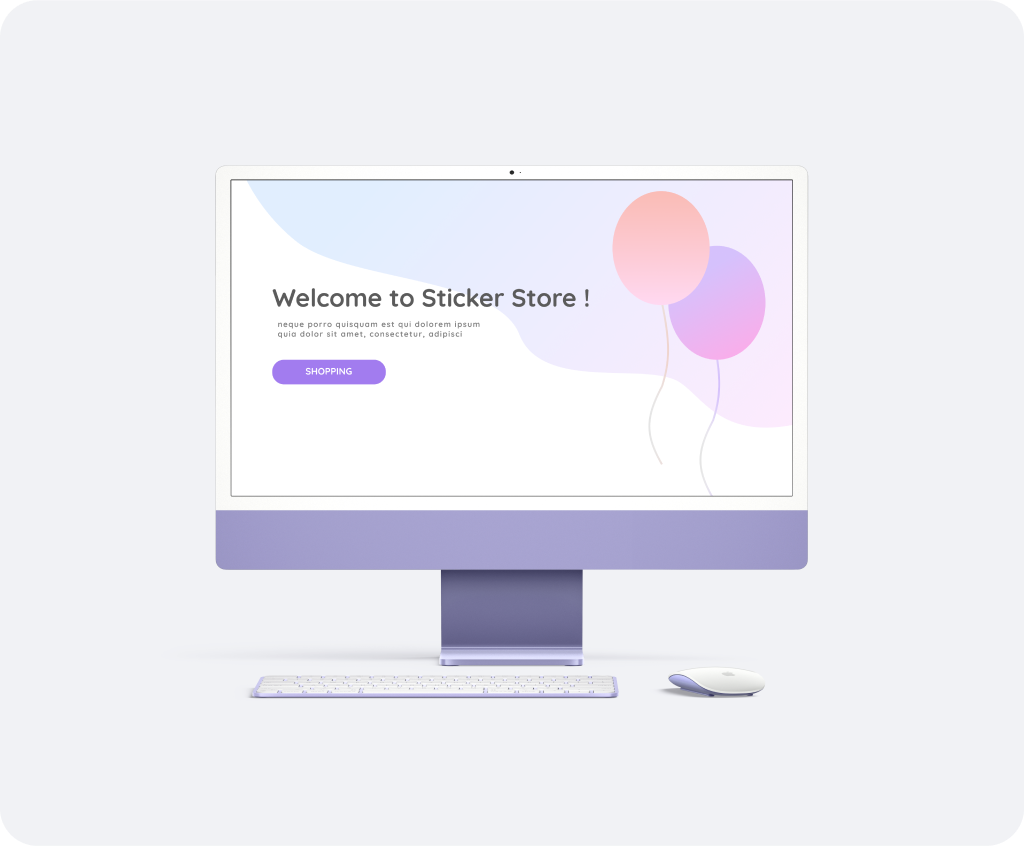 Welcome to Sticker Store !
neque porro quisquam est qui dolorem ipsum
quia dolor sit amet, consectetur, adipisci
SHOPPING